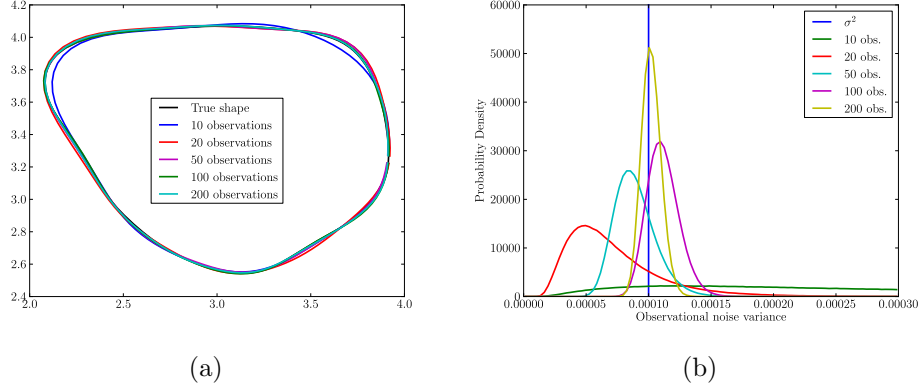 4.2
4.0
3.8
3.6
3.4
3.2
3.0
2.8
2.6
2.4
2.0
2.5
3.0
3.5
4.0
True shape
10 observations
20 observations
50 observations
100 observations
200 observations
(a)
60000
50000
40000
30000
20000
10000
0
Probability Density
0.00000
0.00005
0.00010
0.00015
0.00020
0.00025
0.00030
Observational noise variance
σ²
10 obs.
20 obs.
50 obs.
100 obs.
200 obs.
(b)